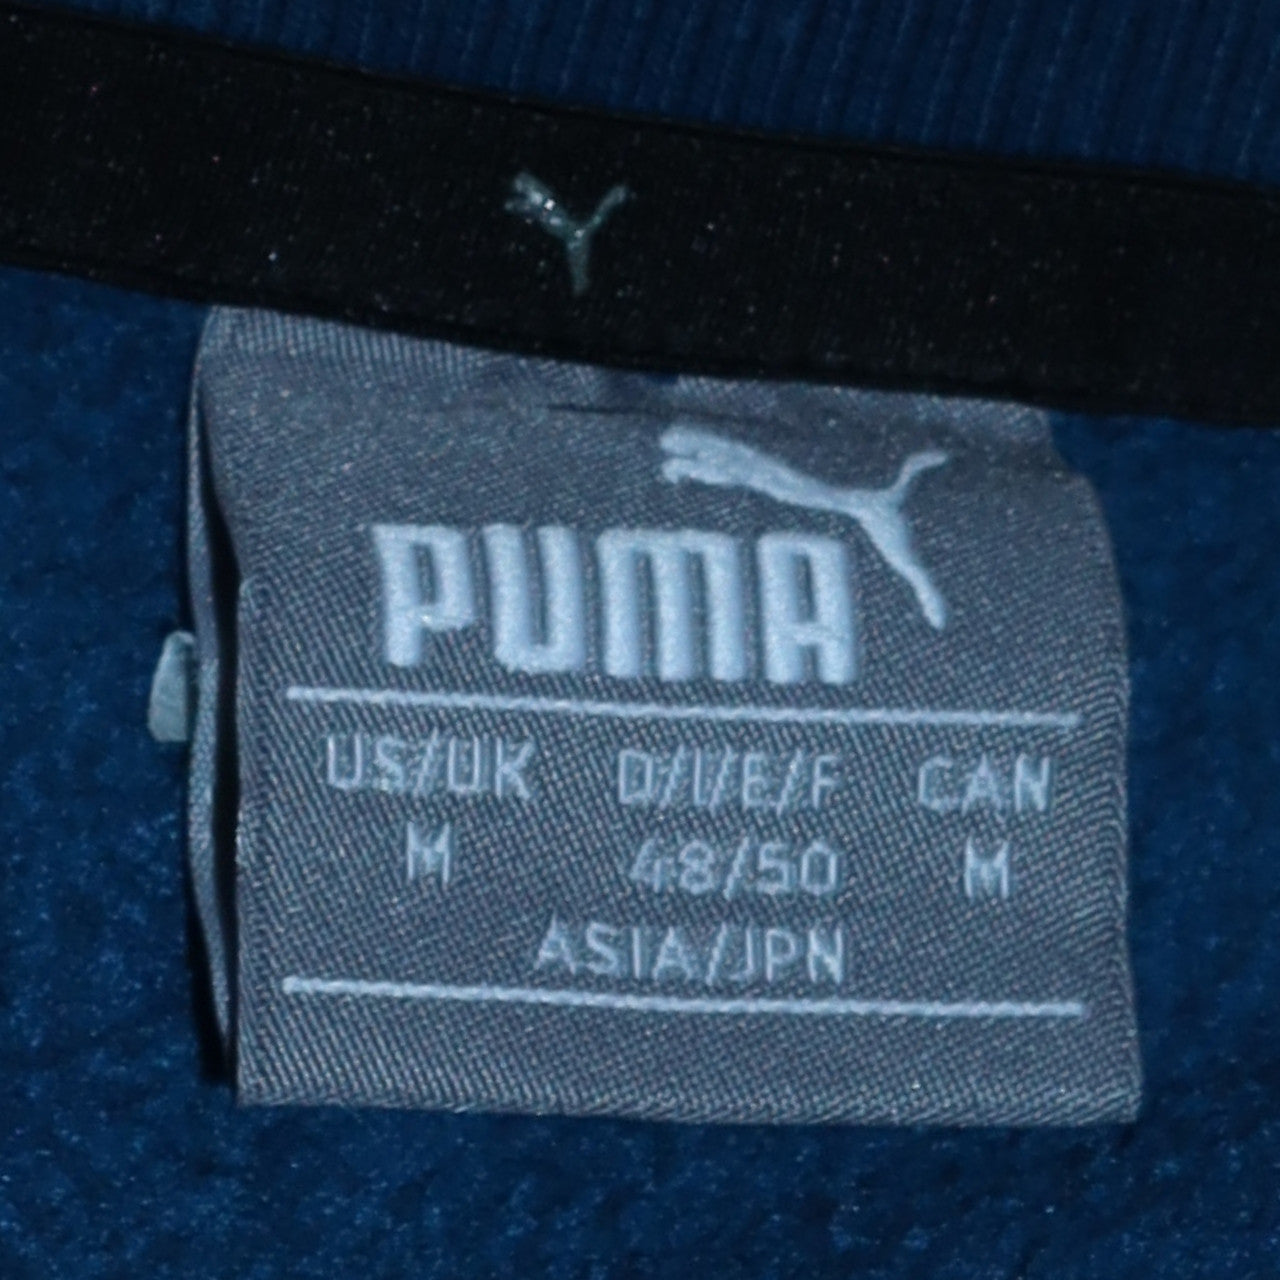 PUMA
US/UK D/I/E/F CAN
M 48/50 M
ASIA/JPN